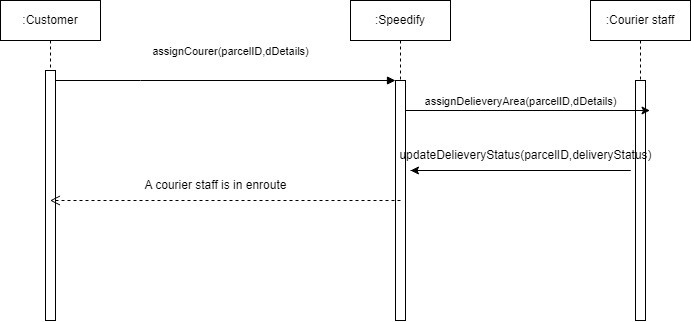 :Customer
:Speedify
:Courier staff
assignCourer(parcelID,dDetails)
assignDelieveryArea(parcelID,dDetails)
updateDelieveryStatus(parcelID,deliveryStatus)
A courier staff is in enroute